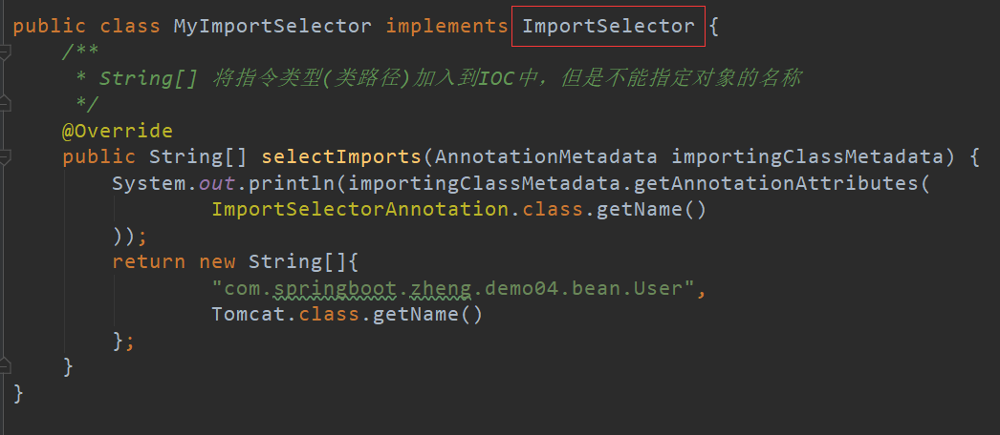 public class MyImportSelector implements ImportSelector {
/**
* String[] 将指令类型(类路径)加入到IOC中，但是不能指定对象的名称
*/
@Override
public String[] selectImports(AnnotationMetadata importingClassMetadata) {
System.out.println(importingClassMetadata.getAnnotationAttributes(
ImportSelectorAnnotation.class.getName()
));
return new String[]{
"com.springboot.zheng.demo04.bean.User",
Tomcat.class.getName()
};
}
}